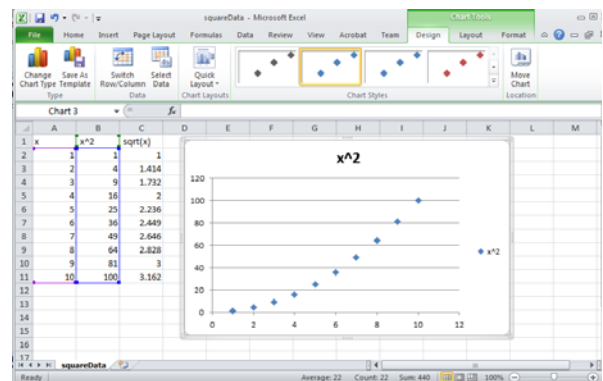 squareData - Microsoft Excel
Chart Tools
File Home Insert Page Layout Formulas Data Review View Acrobat Team Design Layout Format
Change Chart Type
Save As Template
Switch Row/Column
Select Data
Quick Layout
Move Chart
Type Data Chart Layouts Chart Styles Location
Chart 3 fx
A B C D E F G H I J K L M
1 x x^2 sqrt(x)
2 1 1 1
3 2 4 1.414
4 3 9 1.732
5 4 16 2
6 5 25 2.236
7 6 36 2.449
8 7 49 2.646
9 8 64 2.828
10 9 81 3
11 10 100 3.162
12
13
14
15
16
17
x^2
120
100
80
60
40
20
0
0 2 4 6 8 10 12
x^2
squareData
Ready Average: 22 Count: 22 Sum: 440 100%